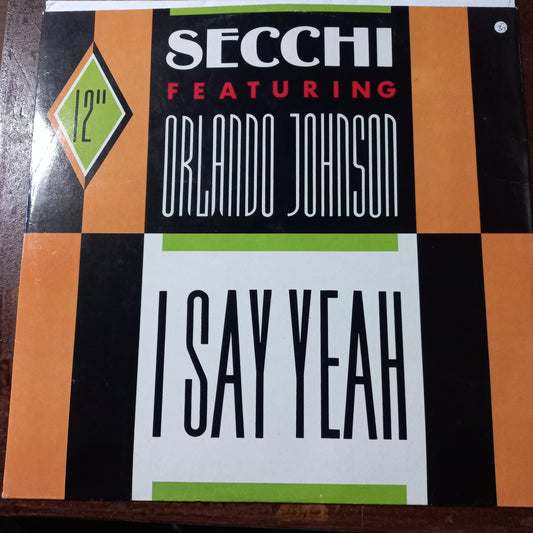 SECCHI
FEATURING
12"
ORLANDO JOHNSON
I SAY YEAH